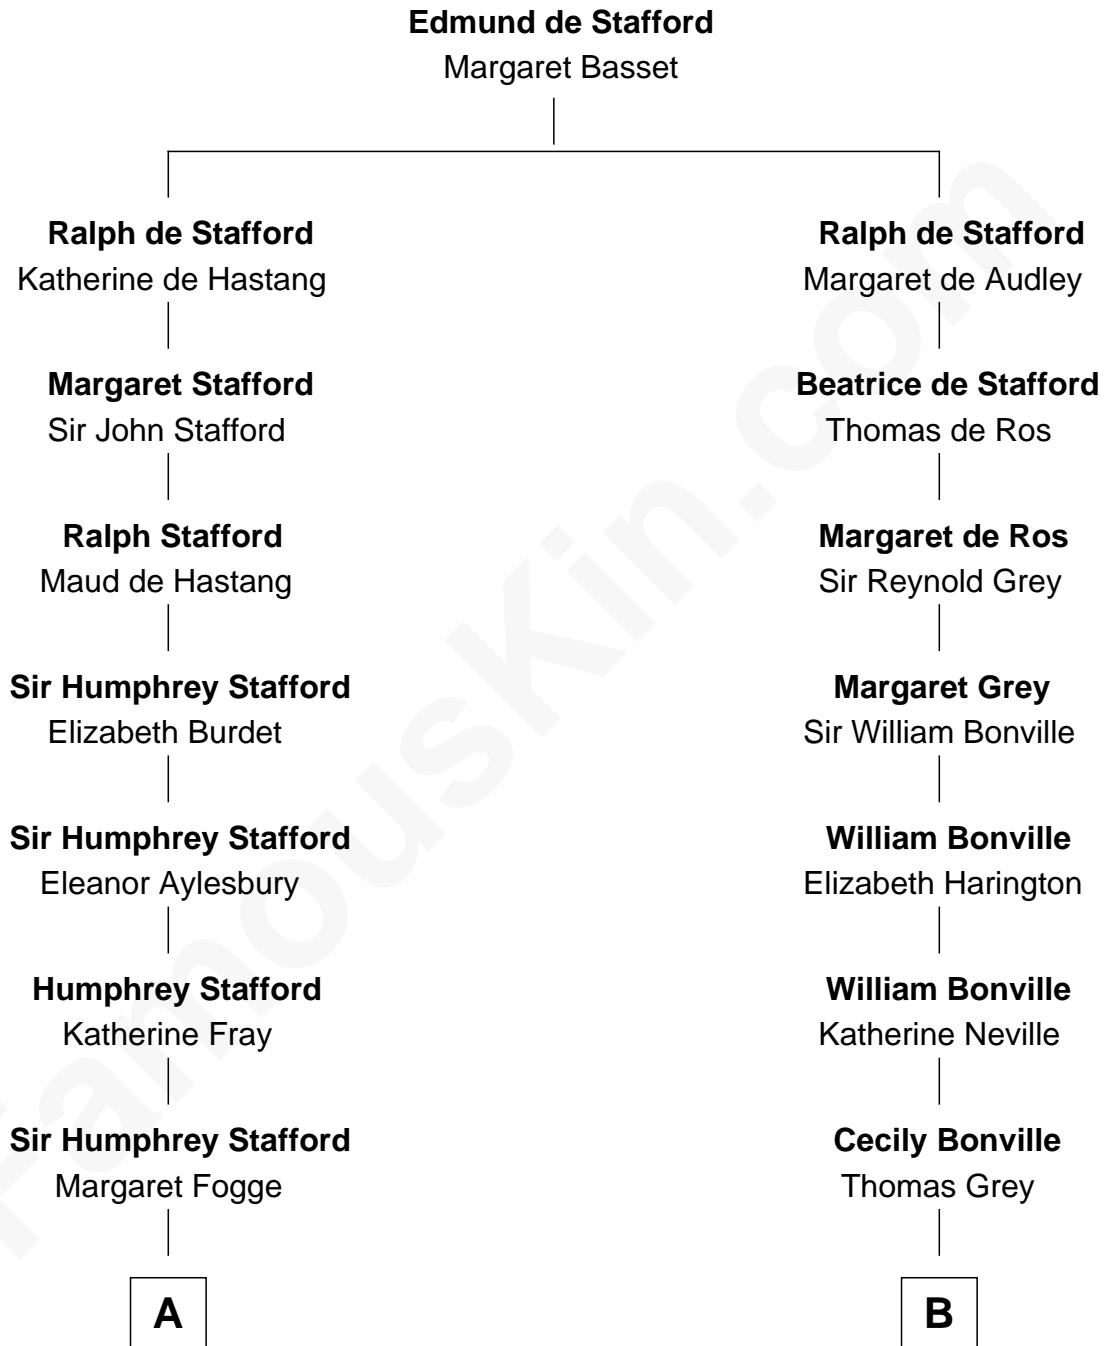 Edmund de Stafford
Margaret Basset
Ralph de Stafford
Katherine de Hastang
Ralph de Stafford
Margaret de Audley
Margaret Stafford
Sir John Stafford
Beatrice de Stafford
Thomas de Ros
Ralph Stafford
Maud de Hastang
Margaret de Ros
Sir Reynold Grey
Sir Humphrey Stafford
Elizabeth Burdet
Margaret Grey
Sir William Bonville
Sir Humphrey Stafford
Eleanor Aylesbury
William Bonville
Elizabeth Harington
Humphrey Stafford
Katherine Fray
William Bonville
Katherine Neville
Sir Humphrey Stafford
Margaret Fogge
Cecily Bonville
Thomas Grey
A
B
FamousKin.com